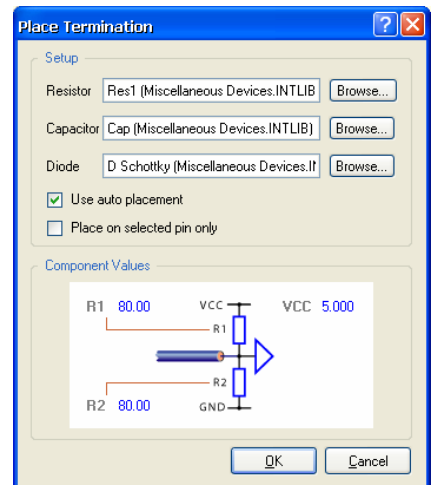 Place Termination
Setup
Resistor Res1 (Miscellaneous Devices.INTLIB Browse...
Capacitor Cap (Miscellaneous Devices.INTLIB) Browse...
Diode D Schottky (Miscellaneous Devices.II Browse...
Use auto placement
Place on selected pin only
Component Values
R1 80.00 VCC VCC 5.000
R1
R2
R2 80.00 GND
OK Cancel